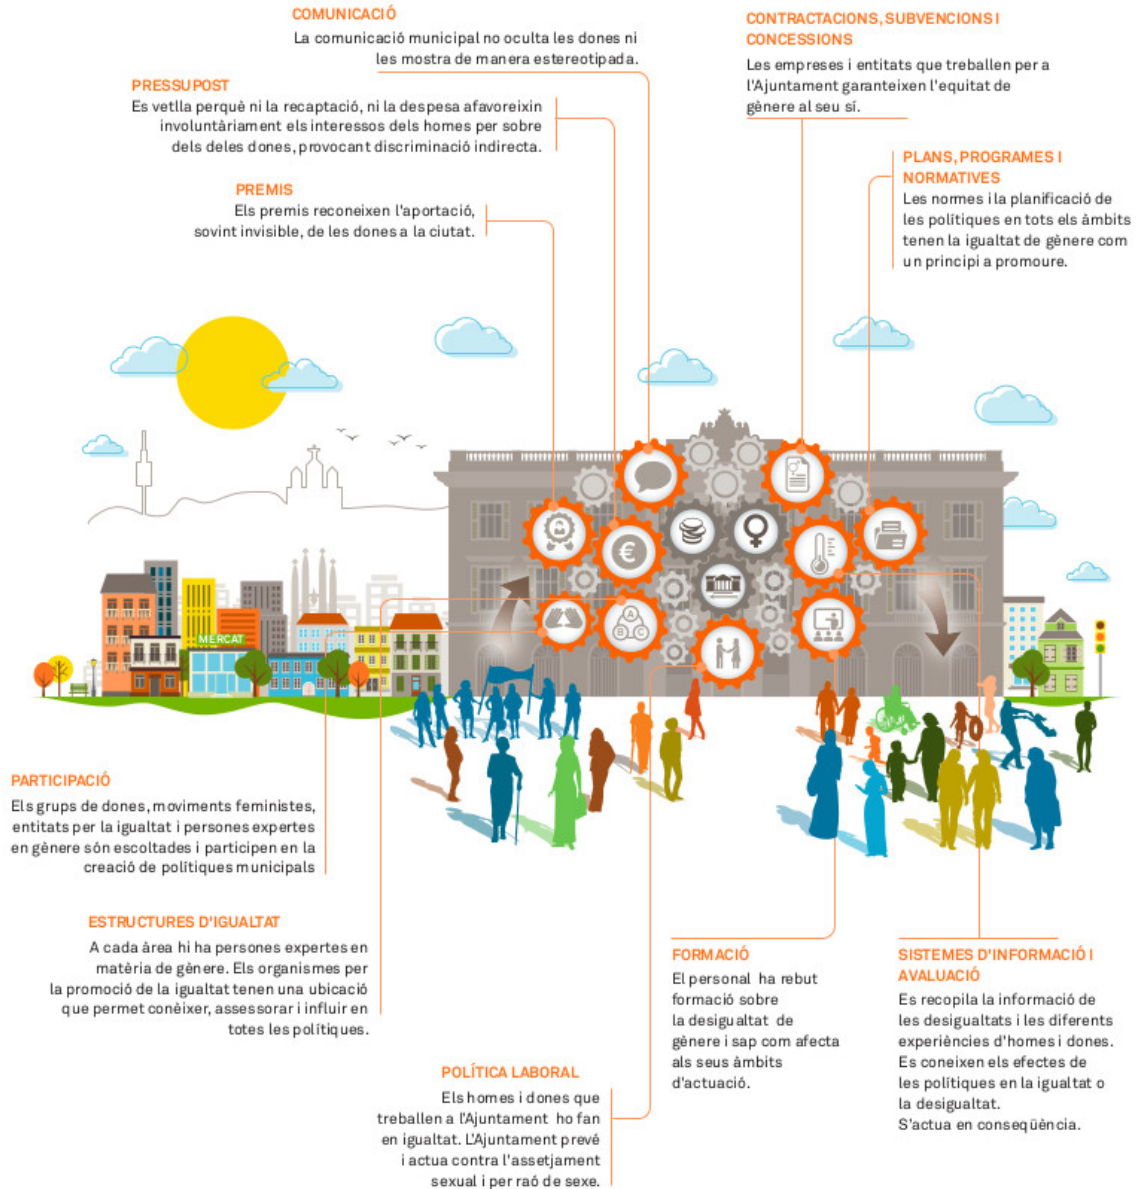 COMUNICACIÓ
La comunicació municipal no oculta les dones ni
les mostra de manera estereotipada.
CONTRACTACIONS, SUBVENCIONS I
CONCESSIONS
Les empreses i entitats que treballen per a
l'Ajuntament garanteixen l'equitat de
gènere al seu sí.
PRESSUPOST
Es vetlla perquè ni la recaptació, ni la despesa afavoreixin
involuntàriament els interessos dels homes per sobre
dels deles dones, provocant discriminació indirecta.
PLANS, PROGRAMES I
NORMATIVES
Les normes i la planificació de
les polítiques en tots els àmbits
tenen la igualtat de gènere com
un principi a promoure.
PREMIS
Els premis reconeixen l'aportació,
sovint invisible, de les dones a la ciutat.
€
A
B C
MERCAT
PARTICIPACIÓ
Els grups de dones, moviments feministes,
entitats per la igualtat i persones expertes
en gènere són escoltades i participen en la
creació de polítiques municipals
ESTRUCTURES D'IGUALTAT
A cada àrea hi ha persones expertes en
matèria de gènere. Els organismes per
la promoció de la igualtat tenen una ubicació
que permet conèixer, assessorar i influir en
totes les polítiques.
POLÍTICA LABORAL
Els homes i dones que
treballen a l'Ajuntament ho fan
en igualtat. L'Ajuntament prevé
i actua contra l'assetjament
sexual i per raó de sexe.
FORMACIÓ
El personal ha rebut
formació sobre
la desigualtat de
gènere i sap com afecta
als seus àmbits
d'actuació.
SISTEMES D'INFORMACIÓ I
AVALUACIÓ
Es recopila la informació de
les desigualtats i les diferents
experiències d'homes i dones.
Es coneixen els efectes de
les polítiques en la igualtat o
la desigualtat.
S'actua en conseqüència.